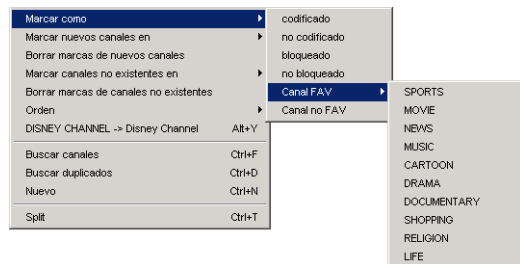 Marcar como
Marcar nuevos canales en
Borrar marcas de nuevos canales
Marcar canales no existentes en
Borrar marcas de canales no existentes
Orden
DISNEY CHANNEL -> Disney Channel Alt+Y
Buscar canales Ctrl+F
Buscar duplicados Ctrl+D
Nuevo Ctrl+N
Split Ctrl+T
codificado
no codificado
bloqueado
no bloqueado
Canal FAV
Canal no FAV
SPORTS
MOVIE
NEWS
MUSIC
CARTOON
DRAMA
DOCUMENTARY
SHOPPING
RELIGION
LIFE